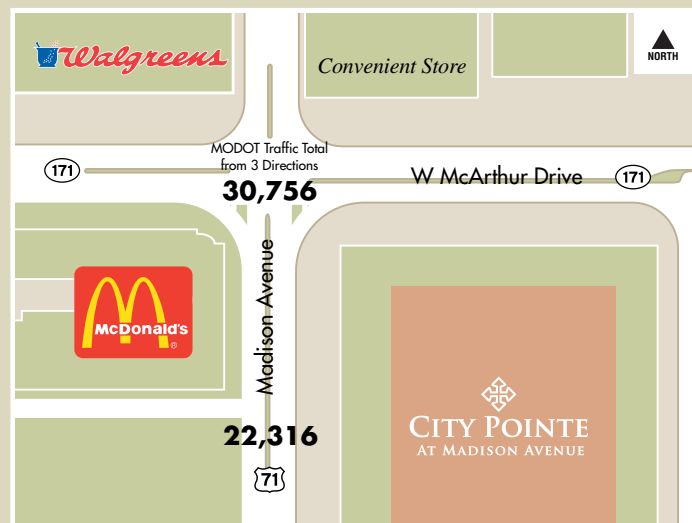 Walgreens
Convenient Store
NORTH
MODOT Traffic Total
from 3 Directions
30,756
171
W McArthur Drive
171
Madison Avenue
McDonald's
®
22,316
71
CITY POINTE
AT MADISON AVENUE